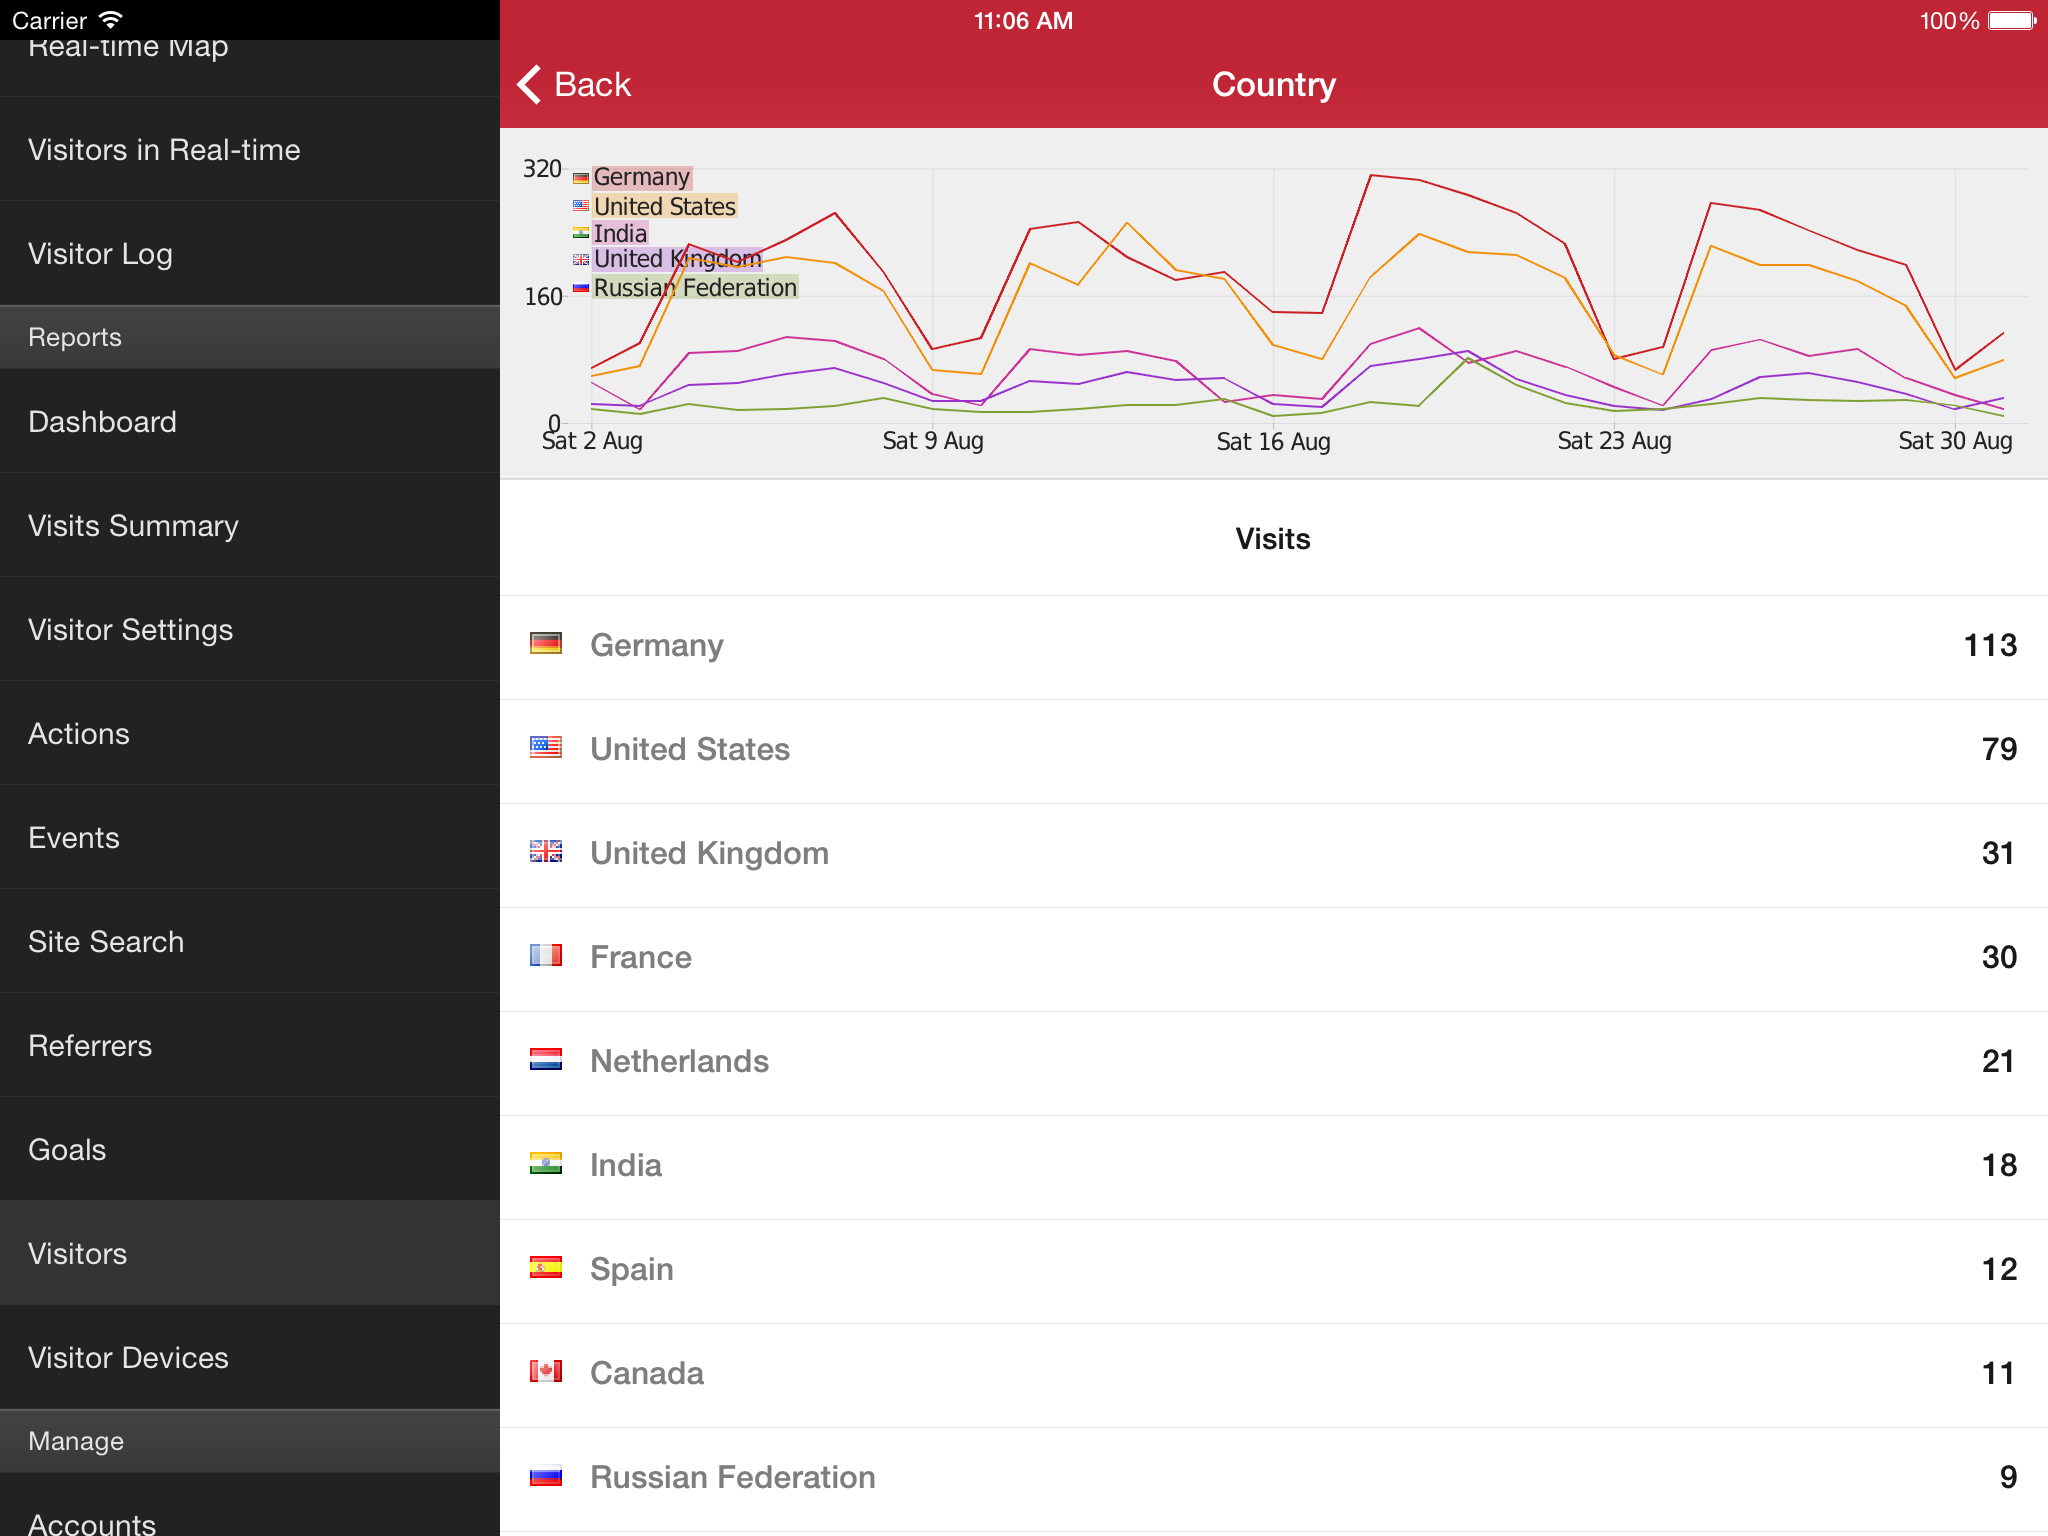 Carrier
11:06 AM
100%
Real-time Map
Visitors in Real-time
Visitor Log
Reports
Dashboard
Visits Summary
Visitor Settings
Actions
Events
Site Search
Referrers
Goals
Visitors
Visitor Devices
Manage
Accounts
Back
Country
320
160
0
Germany
United States
India
United Kingdom
Russian Federation
Sat 2 Aug
Sat 9 Aug
Sat 16 Aug
Sat 23 Aug
Sat 30 Aug
Visits
Germany 113
United States 79
United Kingdom 31
France 30
Netherlands 21
India 18
Spain 12
Canada 11
Russian Federation 9